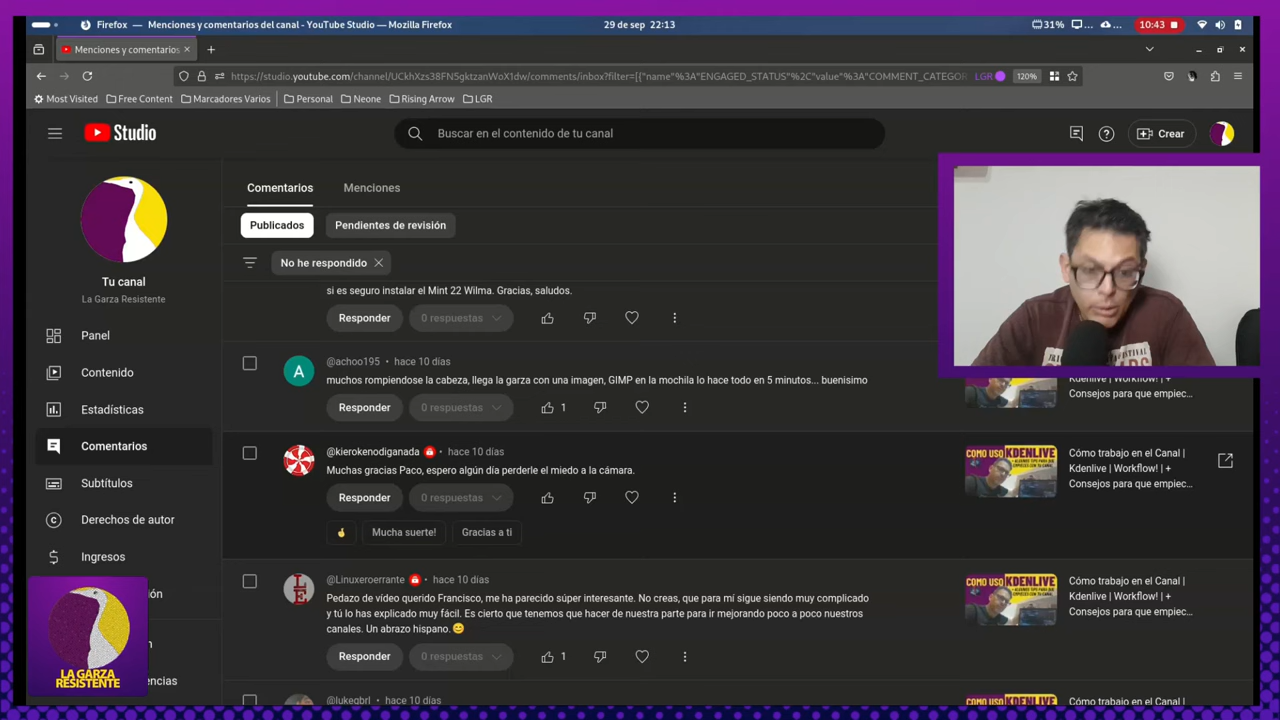 Firefox — Menciones y comentarios del canal - YouTube Studio — Mozilla Firefox
29 de sep 22:13
31%
10:43
Menciones y comentarios
https://studio.youtube.com/channel/UCkhXzs38FN5gktzanWoX1dw/comments/inbox?filter=[{"name"%3A"ENGAGED_STATUS"%2C"value"%3A"COMMENT_CATEGOR
LGR
120%
Most Visited
Free Content
Marcadores Varios
Personal
Neone
Rising Arrow
LGR
Studio
Buscar en el contenido de tu canal
Crear
Tu canal
La Garza Resistente
Panel
Contenido
Estadísticas
Comentarios
Subtítulos
Derechos de autor
Ingresos
LA GARZA
RESISTENTE
Comentarios
Menciones
Publicados
Pendientes de revisión
No he respondido
si es seguro instalar el Mint 22 Wilma. Gracias, saludos.
Responder
0 respuestas
A
@achoo195 • hace 10 días
muchos rompiendose la cabeza, llega la garza con una imagen, GIMP en la mochila lo hace todo en 5 minutos... buenisimo
Responder
0 respuestas
1
Kdenlive | Workflow! | +
Consejos para que empiec...
@kierokenodiganada • hace 10 días
Muchas gracias Paco, espero algún día perderle el miedo a la cámara.
Responder
0 respuestas
Mucha suerte!
Gracias a ti
COMO USO KDENLIVE
Cómo trabajo en el Canal |
Kdenlive | Workflow! | +
Consejos para que empiec...
@Linuxeroerrante • hace 10 días
Pedazo de vídeo querido Francisco, me ha parecido súper interesante. No creas, que para mí sigue siendo muy complicado
y tú lo has explicado muy fácil. Es cierto que tenemos que hacer de nuestra parte para ir mejorando poco a poco nuestros
canales. Un abrazo hispano. 😊
Responder
0 respuestas
1
COMO USO KDENLIVE
Cómo trabajo en el Canal |
Kdenlive | Workflow! | +
Consejos para que empiec...
@lukegbrl • hace 10 días
Cómo trabajo en el Canal |